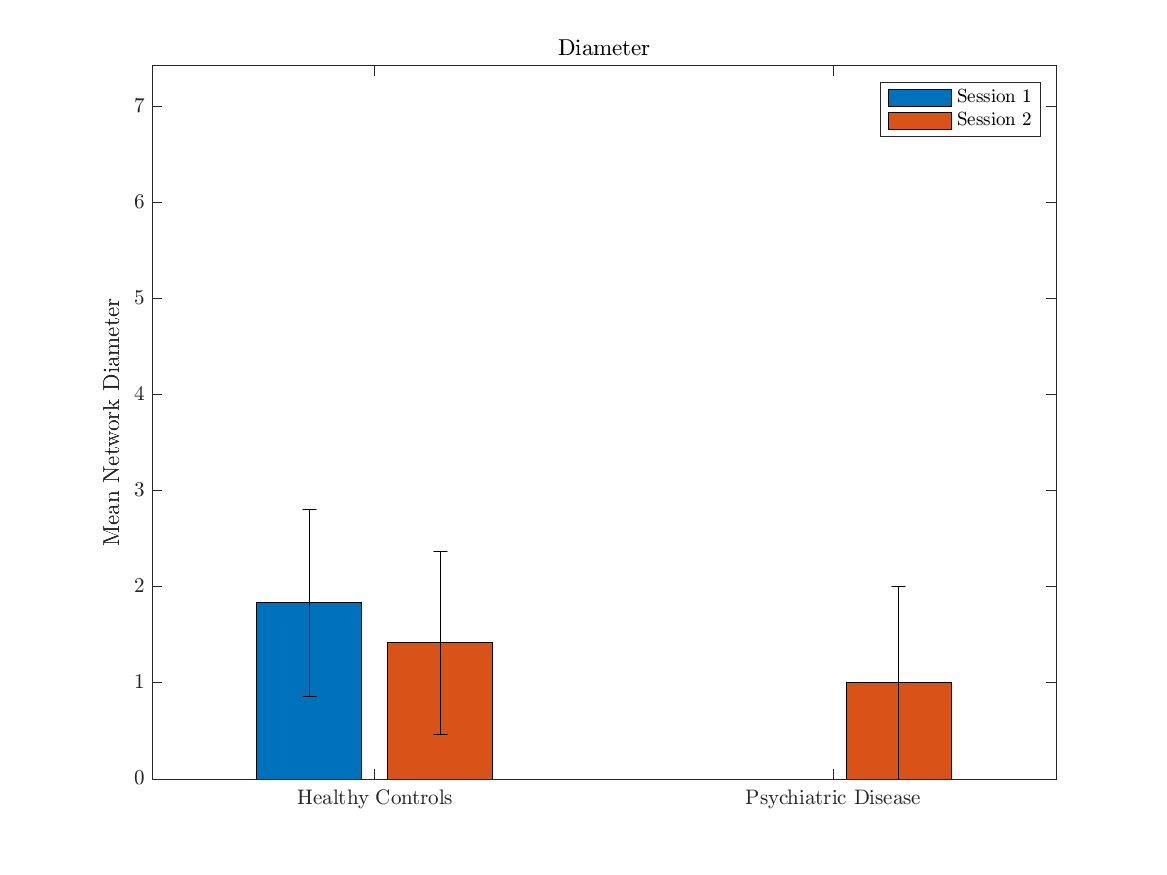 Diameter
Session 1
Session 2
7
6
5
4
3
2
1
0
Mean Network Diameter
Healthy Controls
Psychiatric Disease